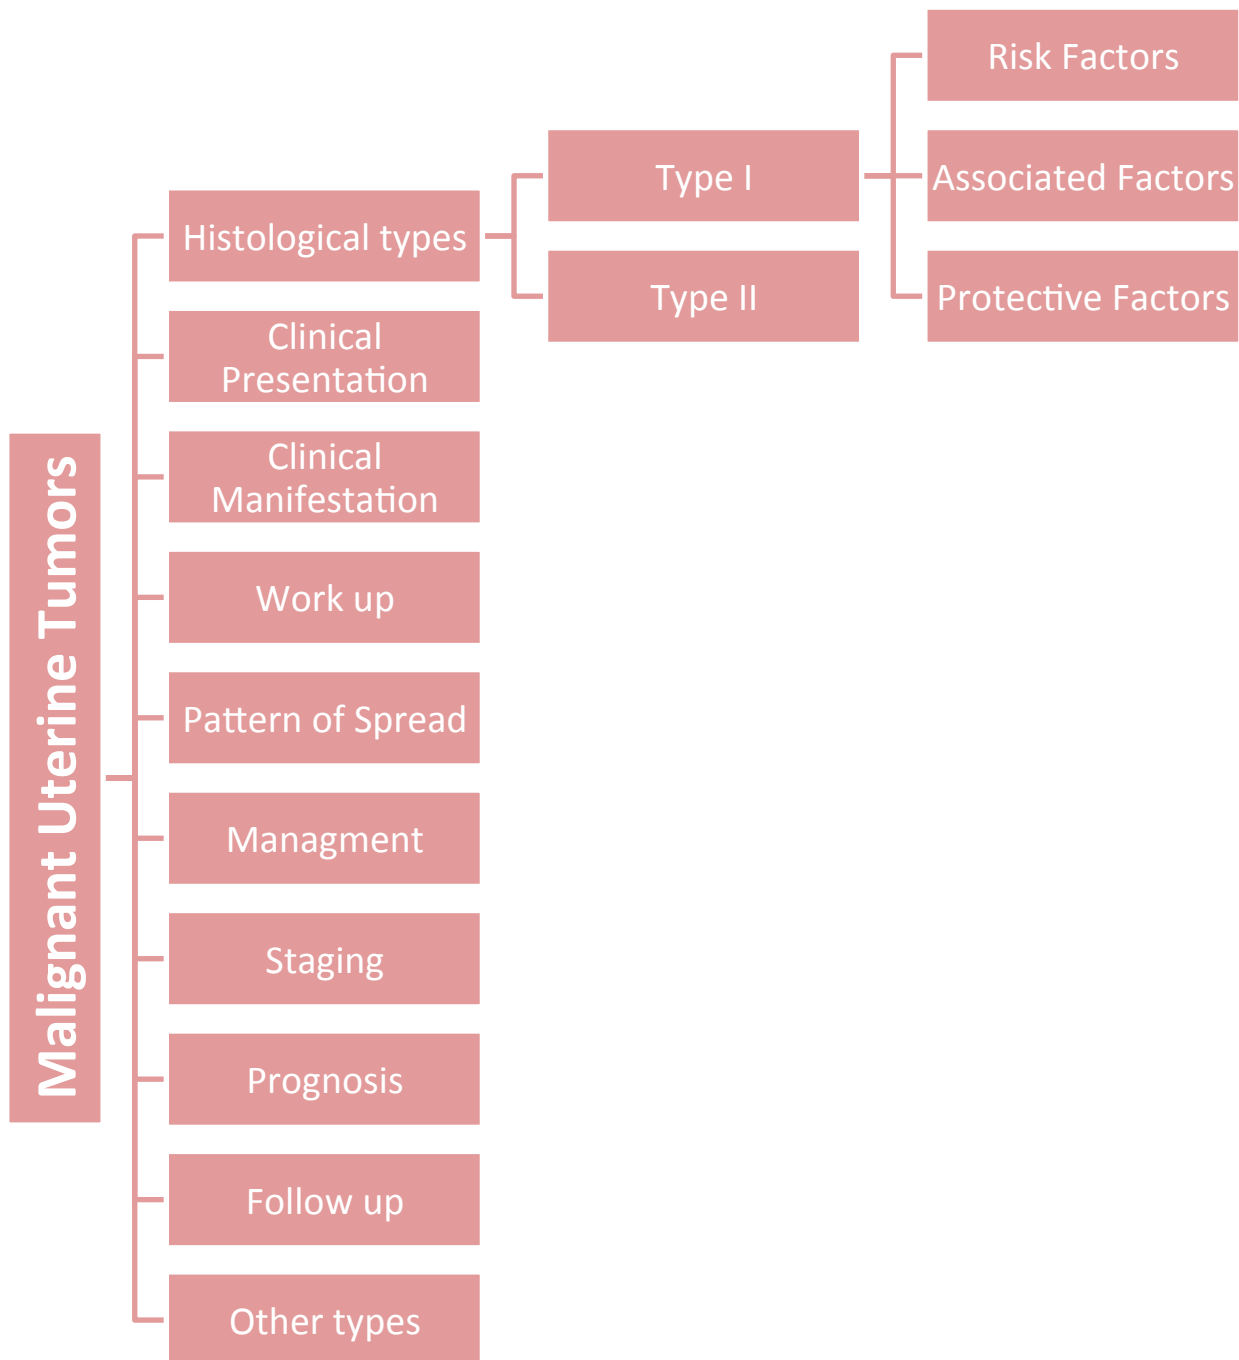 Malignant Uterine Tumors
Histological types
Type I
Risk Factors
Associated Factors
Protective Factors
Type II
Clinical
Presentation
Clinical
Manifestation
Work up
Pattern of Spread
Managment
Staging
Prognosis
Follow up
Other types